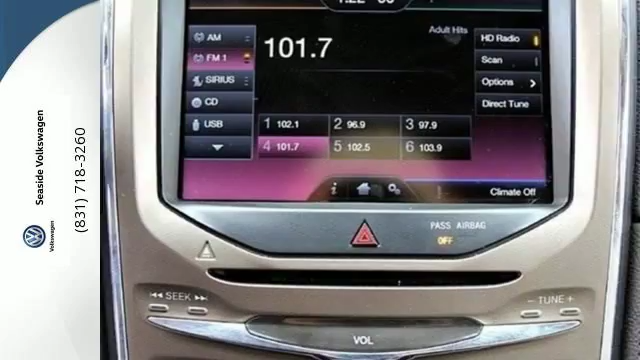 Seaside Volkswagen
(831) 718-3260
Volkswagen
AM
FM 1
SIRIUS
CD
USB
Adult Hits
101.7
HD Radio
Scan
Options
Direct Tune
1 102.1
2 96.9
3 97.9
4 101.7
5 102.5
6 103.9
i
Climate Off
PASS AIRBAG
OFF
SEEK
- TUNE +
VOL